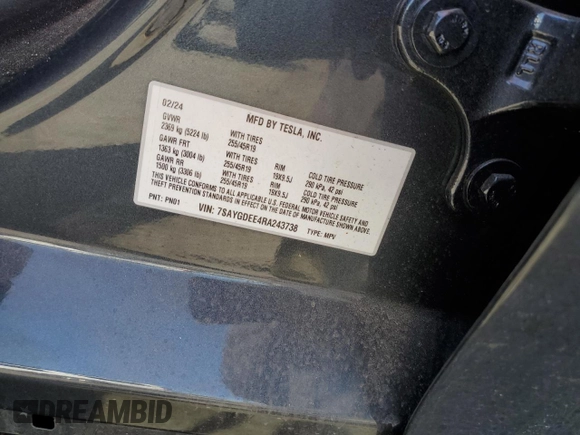 02/24 MFD BY TESLA, INC.
GVWR
2369 kg (5224 lb) WITH TIRES RIM COLD TIRE PRESSURE
GAWR FRT 255/45R19 19X9.5J 290 kPa, 42 psi
1363 kg (3004 lb) WITH TIRES RIM COLD TIRE PRESSURE
GAWR RR 255/45R19 19X9.5J 290 kPa, 42 psi
1500 kg (3306 lb)
THIS VEHICLE CONFORMS TO ALL APPLICABLE U.S. FEDERAL MOTOR VEHICLE SAFETY AND
THEFT PREVENTION STANDARDS IN EFFECT ON THE DATE OF MANUFACTURE SHOWN ABOVE.
PNT: PN01 VIN: 7SAYGDEE4RA243738 TYPE: MPV
DREAMBID